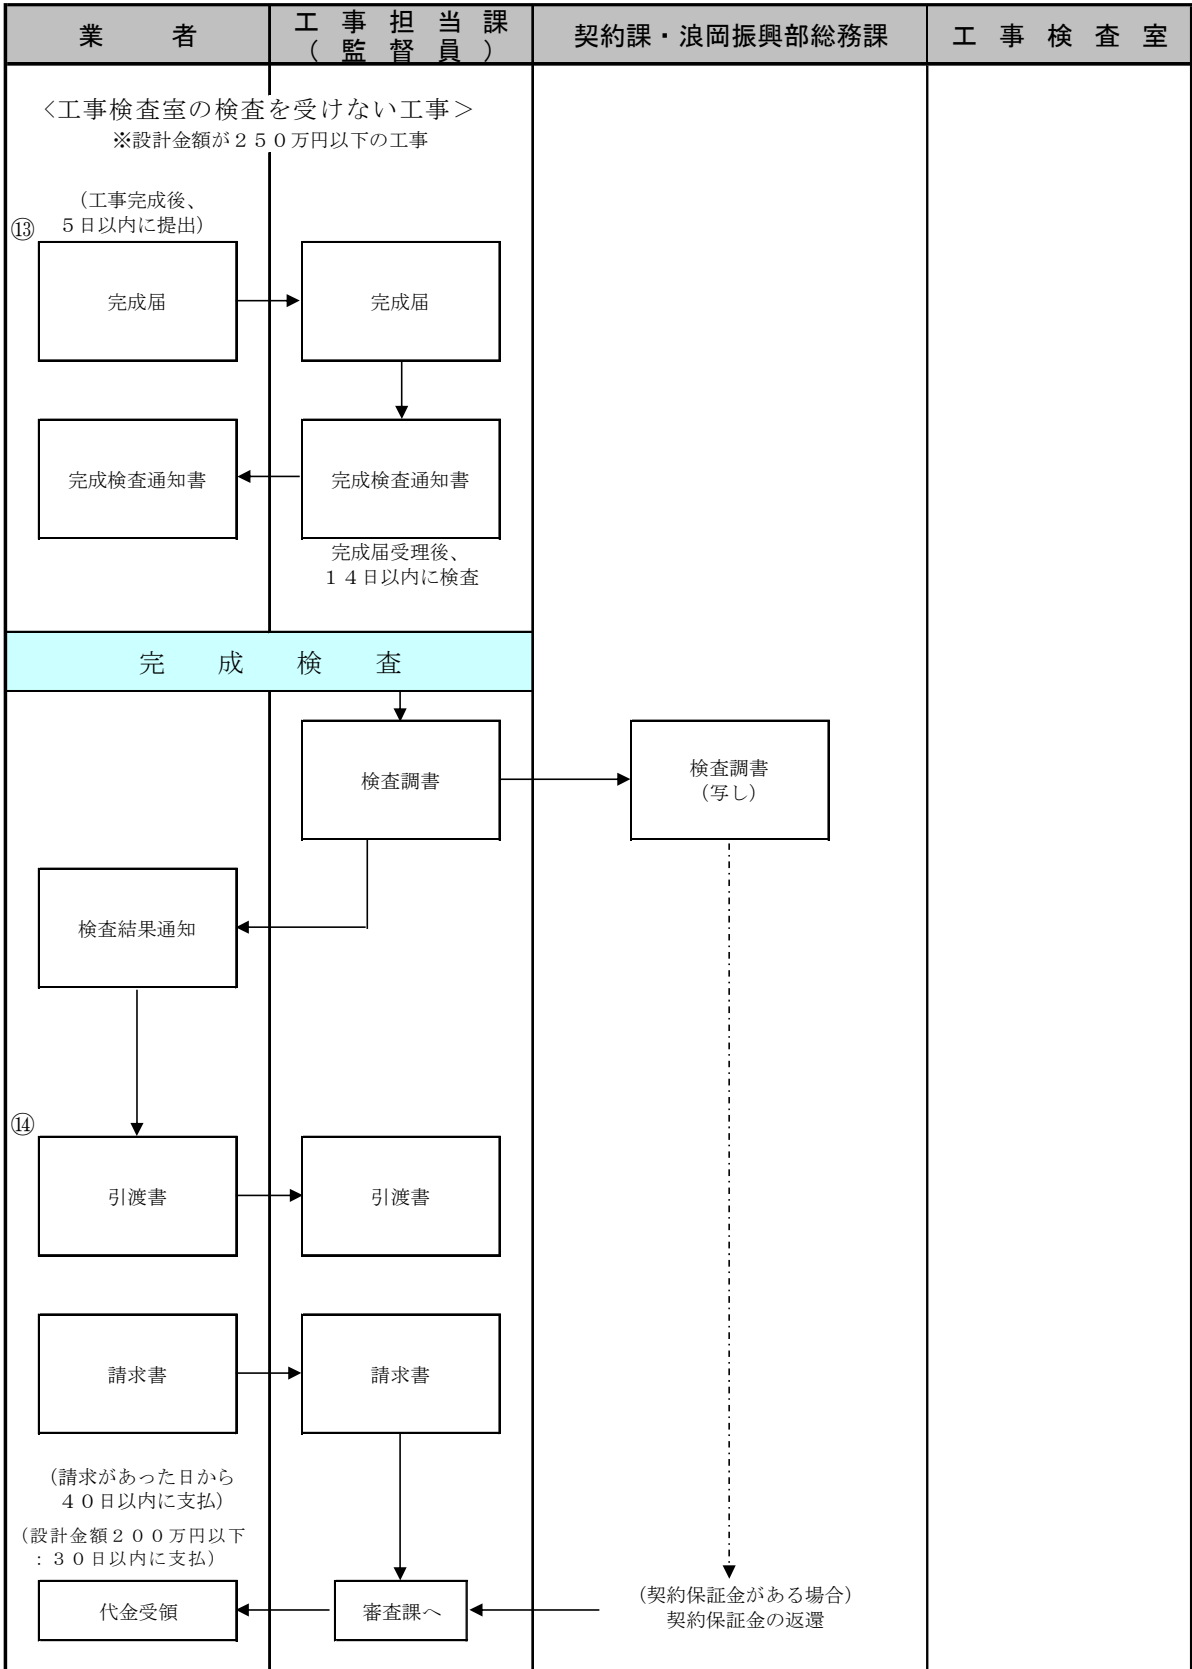 業　　者
工　事　担　当　課
（　監　督　員　）
契約課・浪岡振興部総務課
工　事　検　査　室
＜工事検査室の検査を受けない工事＞
※設計金額が２５０万円以下の工事
（工事完成後、
５日以内に提出）
⑬
完成届
完成届
完成検査通知書
完成検査通知書
完成届受理後、
１４日以内に検査
完　成　検　査
検査調書
検査調書
（写し）
検査結果通知
⑭
引渡書
引渡書
請求書
請求書
（請求があった日から
４０日以内に支払）
（設計金額２００万円以下
：３０日以内に支払）
代金受領
審査課へ
（契約保証金がある場合）
契約保証金の返還